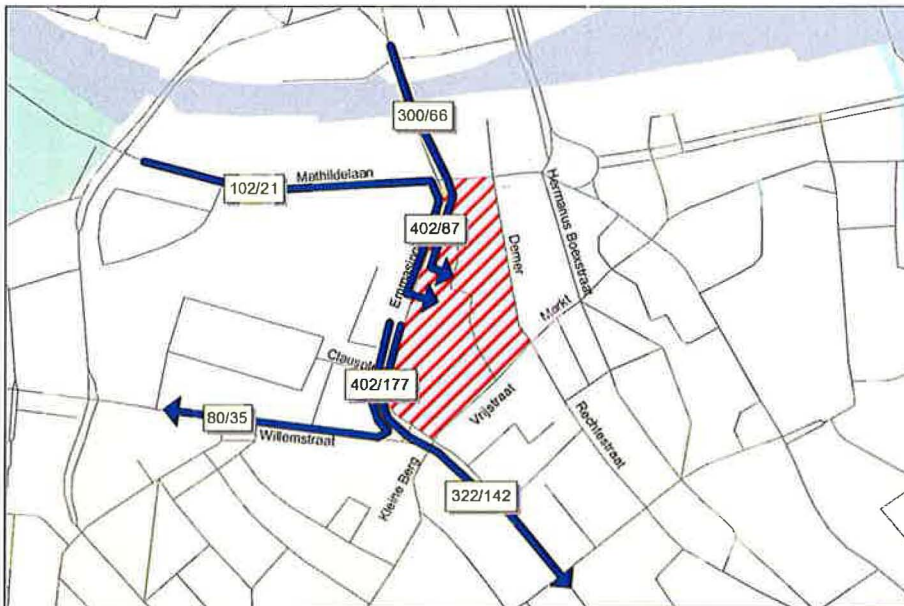 300/66
Mathildelaan
102/21
402/87
Demer
Hermanus Boexstraat
Markt
402/177
Vrijstraat
80/35
Willemstraat
Rechtestraat
Kleine Berg
322/142